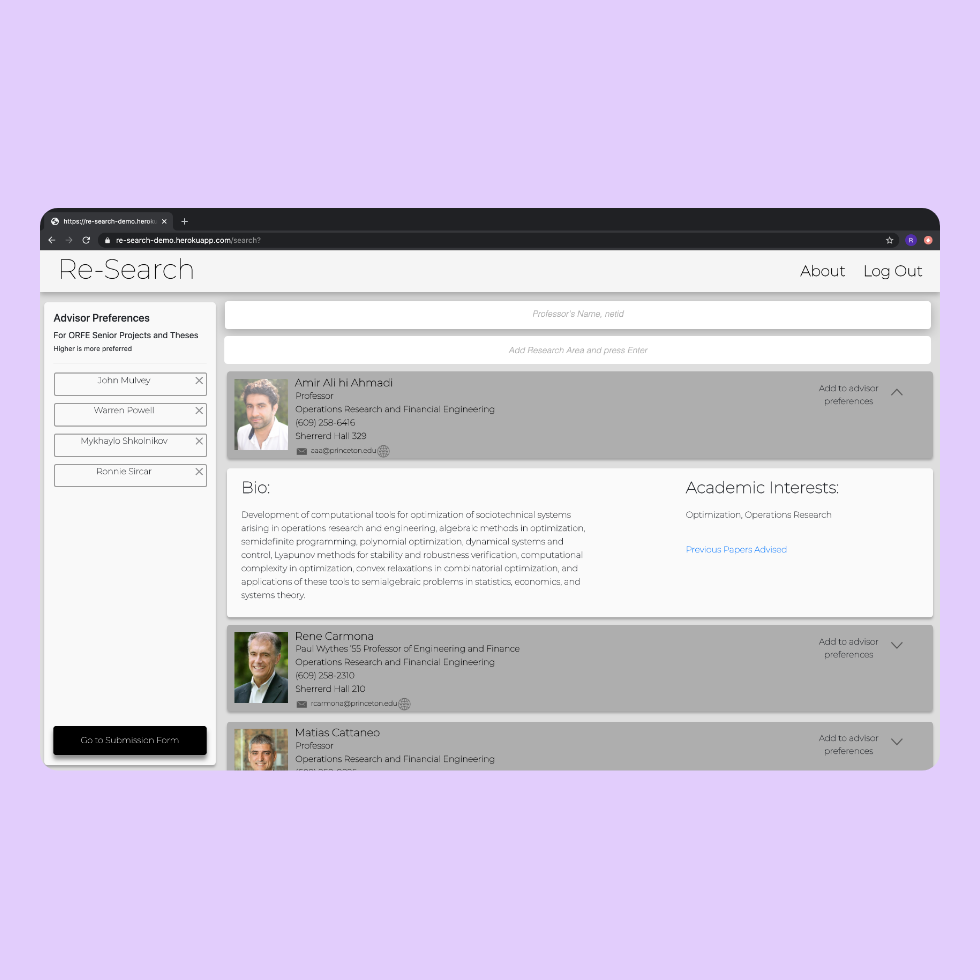 https://re-search-demo.heroku
re-search-demo.herokuapp.com/search?
R
Re-Search
About
Log Out
Advisor Preferences
For ORFE Senior Projects and Theses
Higher is more preferred
John Mulvey
Warren Powell
Mykhaylo Shkolnikov
Ronnie Sircar
Go to Submission Form
Professor's Name, netid
Add Research Area and press Enter
Amir Ali hi Ahmadi
Professor
Operations Research and Financial Engineering
(609) 258-6416
Sherrerd Hall 329
aaa@princeton.edu
Add to advisor
preferences
Bio:
Development of computational tools for optimization of sociotechnical systems
arising in operations research and engineering, algebraic methods in optimization,
semidefinite programming, polynomial optimization, dynamical systems and
control, Lyapunov methods for stability and robustness verification, computational
complexity in optimization, convex relaxations in combinatorial optimization, and
applications of these tools to semialgebraic problems in statistics, economics, and
systems theory.
Academic Interests:
Optimization, Operations Research
Previous Papers Advised
Rene Carmona
Paul Wythes '55 Professor of Engineering and Finance
Operations Research and Financial Engineering
(609) 258-2310
Sherrerd Hall 210
rcarmona@princeton.edu
Add to advisor
preferences
Matias Cattaneo
Professor
Operations Research and Financial Engineering
Add to advisor
preferences